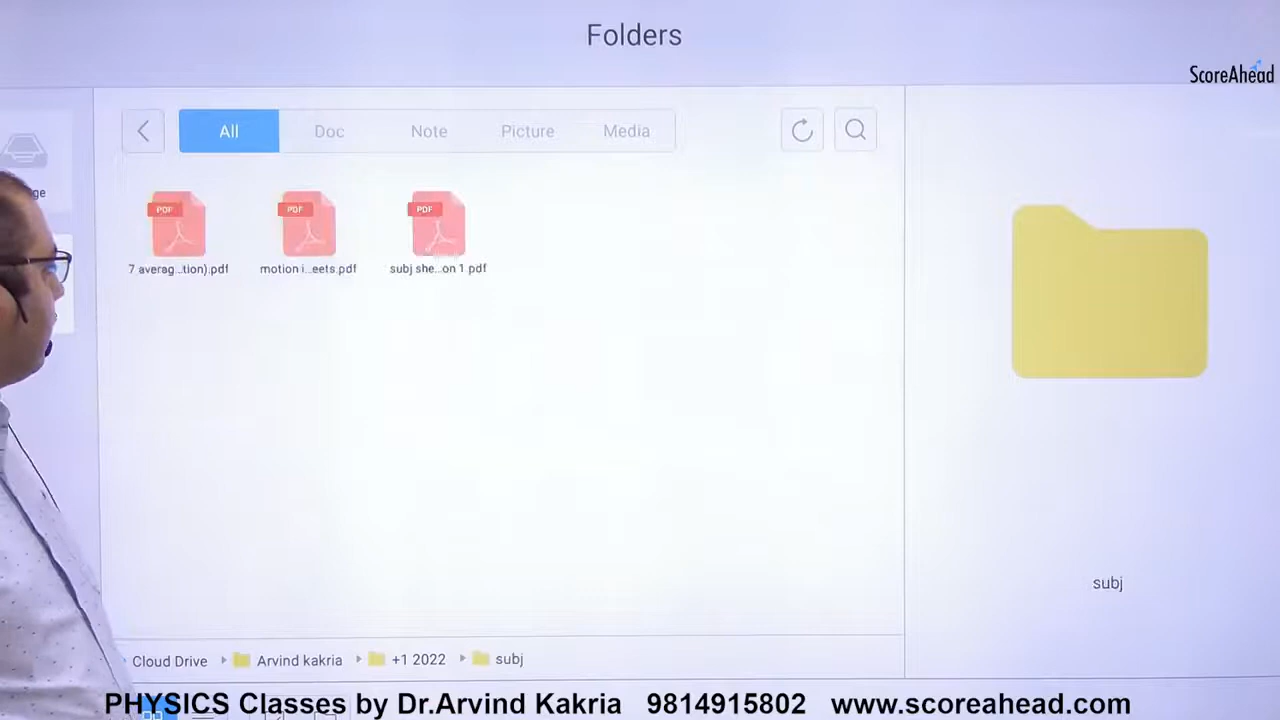 Folders
ScoreAhead
All
Doc
Note
Picture
Media
ge
PDF
PDF
PDF
7 averag...tion).pdf
motion i...eets.pdf
subj she...on 1.pdf
subj
Cloud Drive
Arvind kakria
+1 2022
subj
PHYSICS Classes by Dr.Arvind Kakria 9814915802 www.scoreahead.com